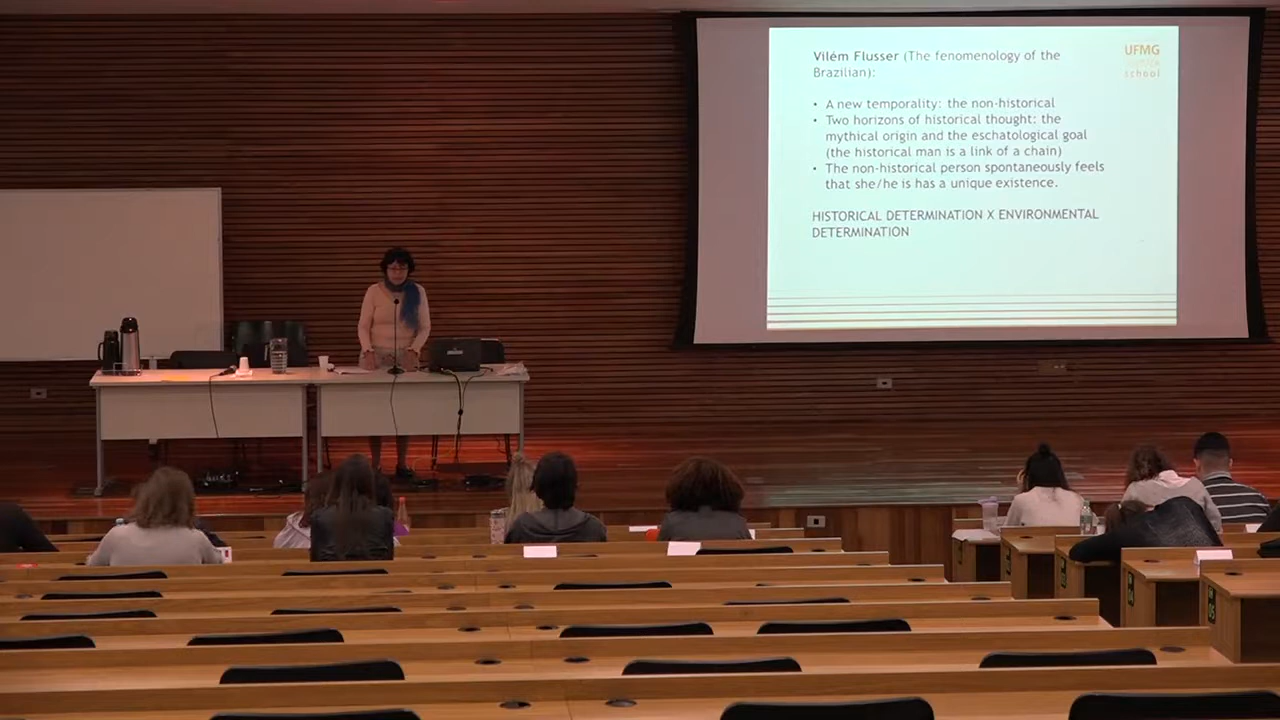 Vilém Flusser (The fenomenology of the
Brazilian):
UFMG
school
• A new temporality: the non-historical
• Two horizons of historical thought: the
mythical origin and the eschatological goal
(the historical man is a link of a chain)
• The non-historical person spontaneously feels
that she/he is has a unique existence.
HISTORICAL DETERMINATION X ENVIRONMENTAL
DETERMINATION